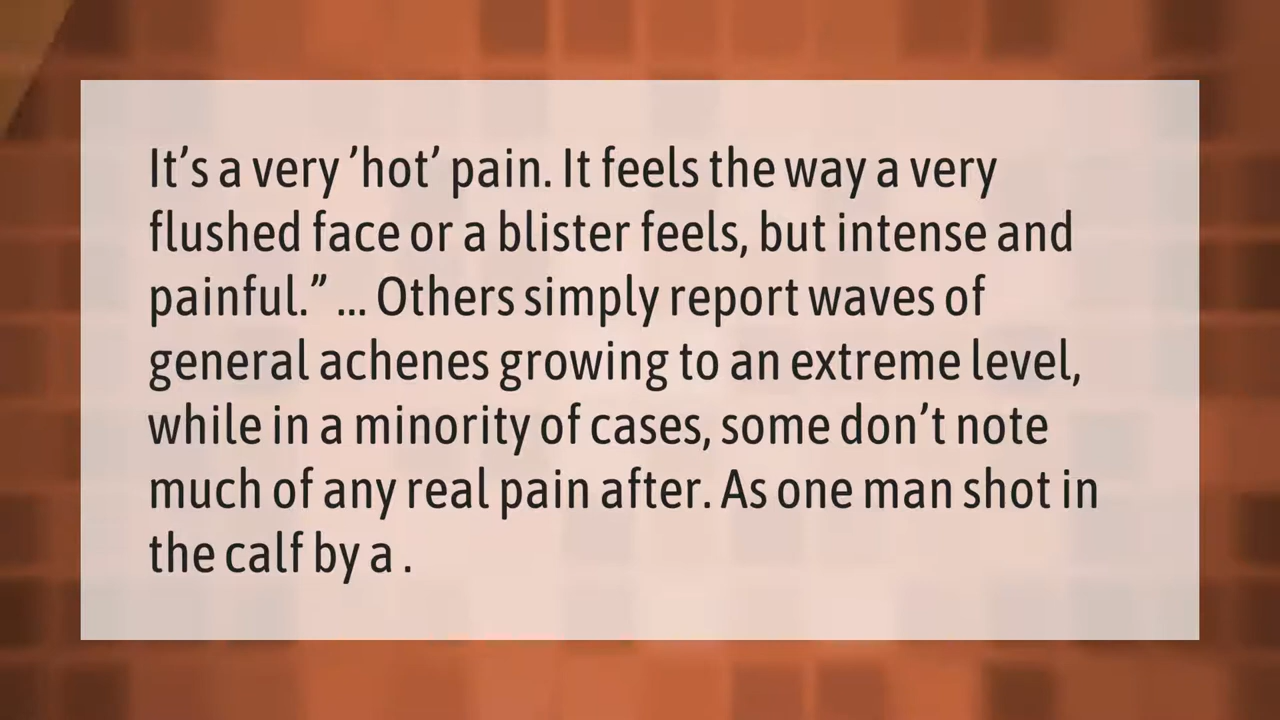 It’s a very ’hot’ pain. It feels the way a very
flushed face or a blister feels, but intense and
painful.” ... Others simply report waves of
general achenes growing to an extreme level,
while in a minority of cases, some don’t note
much of any real pain after. As one man shot in
the calf by a .